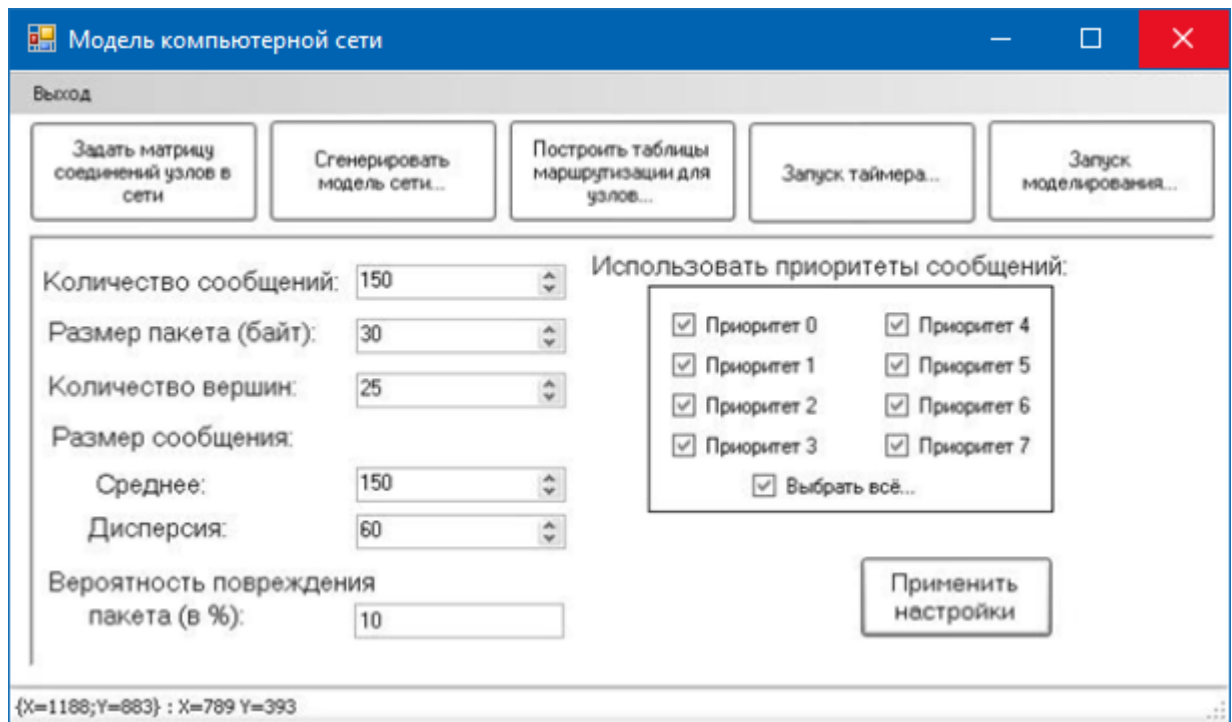 Модель компьютерной сети
Выход
Задать матрицу
соединений узлов в
сети
Сгенерировать
модель сети...
Построить таблицы
маршрутизации для
узлов...
Запуск таймера...
Запуск
моделирования...
Количество сообщений:
150
Размер пакета (байт):
30
Количество вершин:
25
Размер сообщения:
Среднее:
150
Дисперсия:
60
Вероятность повреждения
пакета (в %):
10
Использовать приоритеты сообщений:
Приоритет 0
Приоритет 4
Приоритет 1
Приоритет 5
Приоритет 2
Приоритет 6
Приоритет 3
Приоритет 7
Выбрать всё...
Применить
настройки
{X=1188;Y=883} : X=789 Y=393